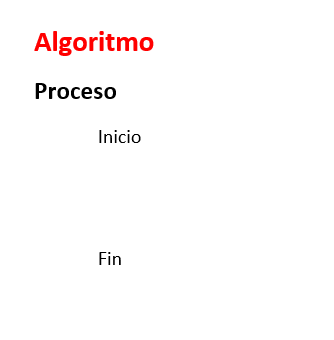 Algoritmo
Proceso
Inicio
Fin